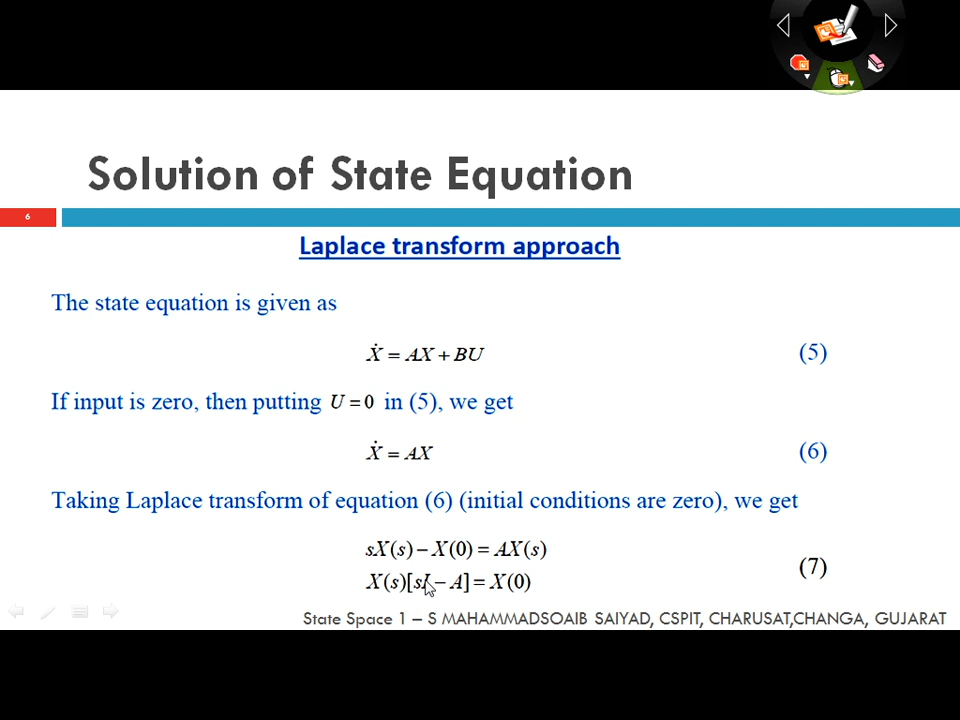 Solution of State Equation
6
Laplace transform approach
The state equation is given as
Ẋ = AX + BU (5)
If input is zero, then putting U = 0 in (5), we get
Ẋ = AX (6)
Taking Laplace transform of equation (6) (initial conditions are zero), we get
sX(s) − X(0) = AX(s)
X(s)[sI − A] = X(0) (7)
State Space 1 – S MAHAMMADSOAIB SAIYAD, CSPIT, CHARUSAT,CHANGA, GUJARAT